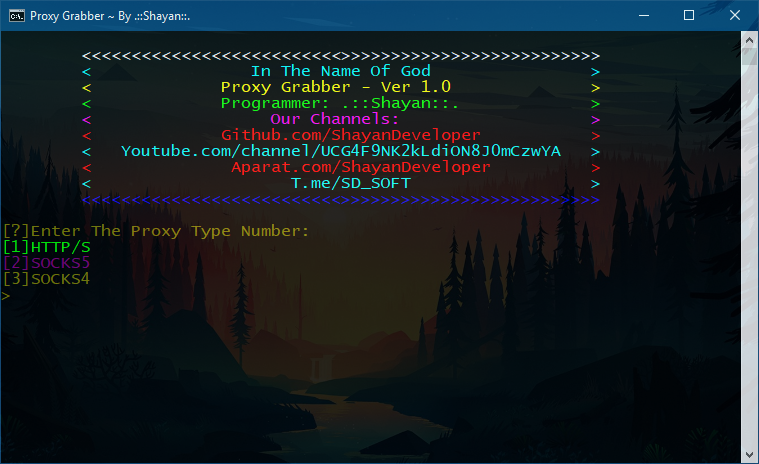 Proxy Grabber ~ By .::Shayan::.
<<<<<<<<<<<<<<<<<<<<<<<<<<>>>>>>>>>>>>>>>>>>>>>>>>>>
< In The Name Of God >
< Proxy Grabber - Ver 1.0 >
< Programmer: .::Shayan::. >
< Our Channels: >
< Github.com/ShayanDeveloper >
< Youtube.com/channel/UCG4F9NK2kLdiON8J0mCzwYA >
< Aparat.com/ShayanDeveloper >
< T.me/SD_SOFT >
<<<<<<<<<<<<<<<<<<<<<<<<<<>>>>>>>>>>>>>>>>>>>>>>>>>>
[?]Enter The Proxy Type Number:
[1]HTTP/S
[2]SOCKS5
[3]SOCKS4
>